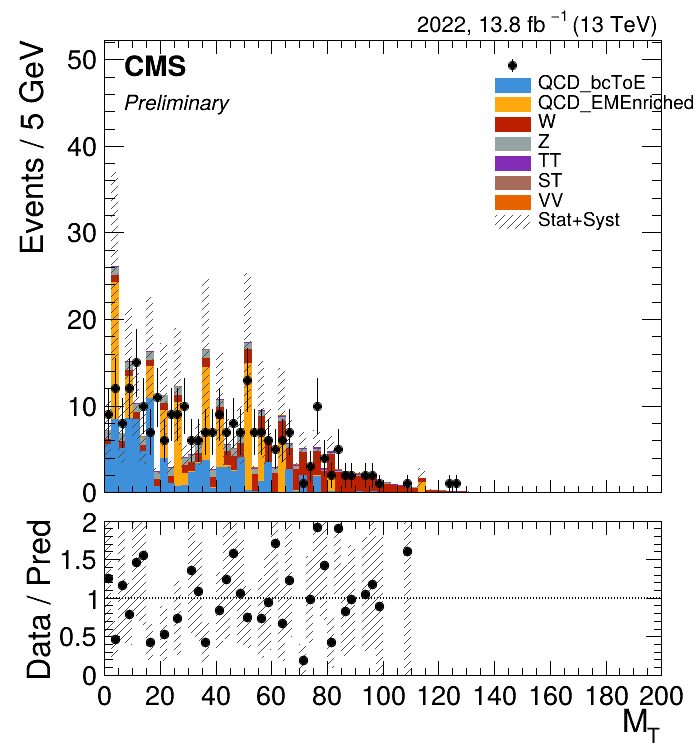 2022, 13.8 fb⁻¹ (13 TeV)
CMS
Preliminary
Events / 5 GeV
50
40
30
20
10
0
QCD_bcToE
QCD_EMEnriched
W
Z
TT
ST
VV
Stat+Syst
Data / Pred
2
1.5
1
0.5
0
0 20 40 60 80 100 120 140 160 180 200
M_T